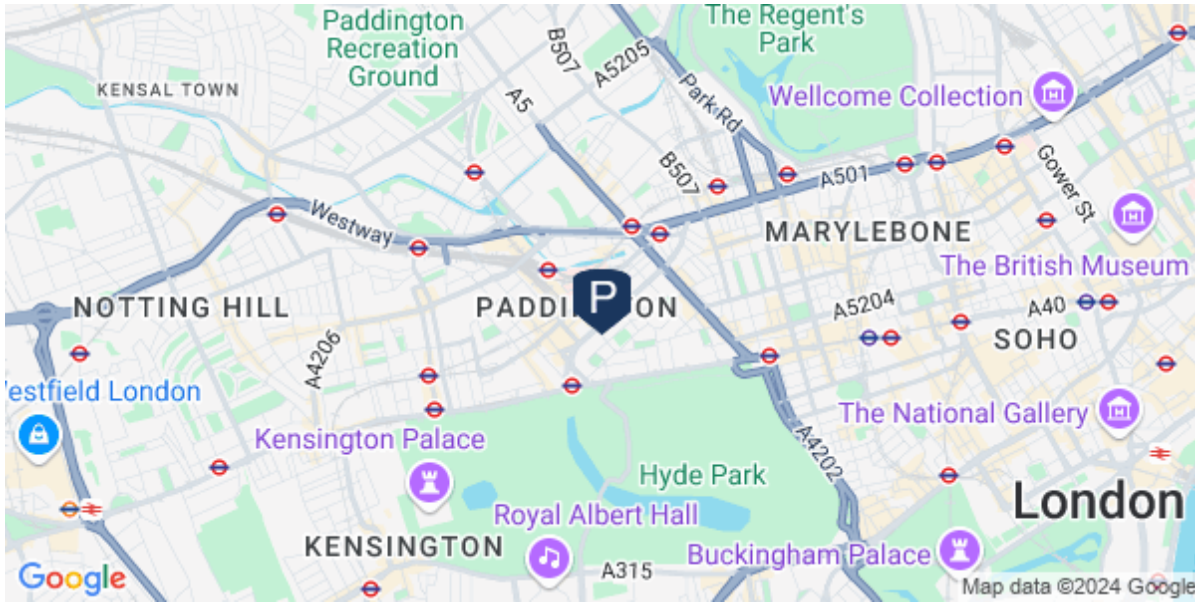 Paddington
Recreation
Ground
The Regent's
Park
B507
A5205
Park Rd
KENSAL TOWN
A5
Wellcome Collection
B507
A501
Gower St
Westway
MARYLEBONE
The British Museum
NOTTING HILL
P
A5204
A40
SOHO
A4206
estfield London
Kensington Palace
The National Gallery
A4202
Hyde Park
London
Royal Albert Hall
KENSINGTON
Buckingham Palace
A315
Google
Map data ©2024 Google